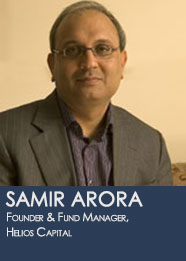 SAMIR ARORA
FOUNDER & FUND MANAGER,
HELIOS CAPITAL